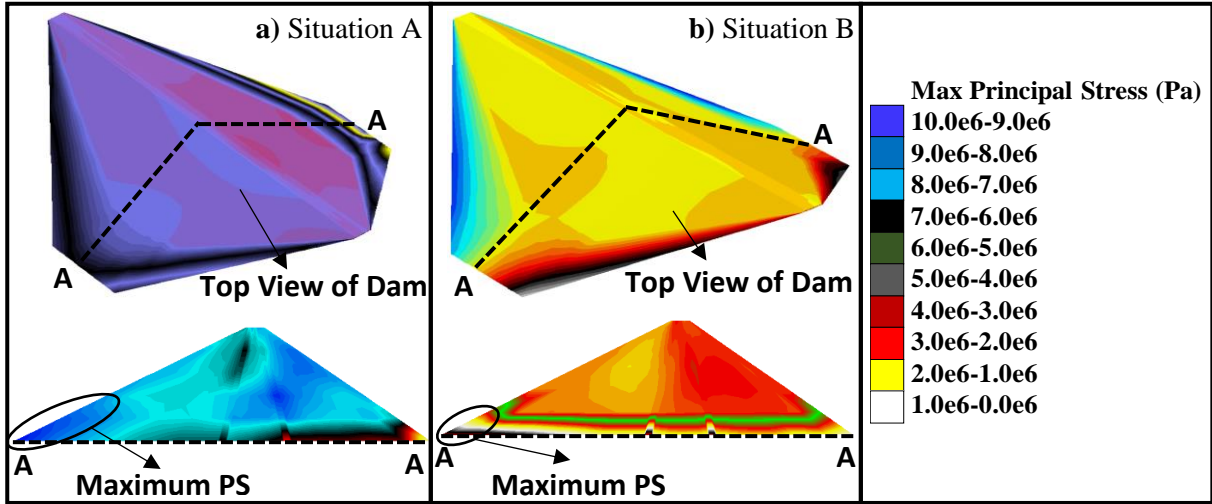 a) Situation A
A
A
Top View of Dam
A
A
Maximum PS
b) Situation B
A
A
Top View of Dam
A
A
Maximum PS
Max Principal Stress (Pa)
10.0e6-9.0e6
9.0e6-8.0e6
8.0e6-7.0e6
7.0e6-6.0e6
6.0e6-5.0e6
5.0e6-4.0e6
4.0e6-3.0e6
3.0e6-2.0e6
2.0e6-1.0e6
1.0e6-0.0e6